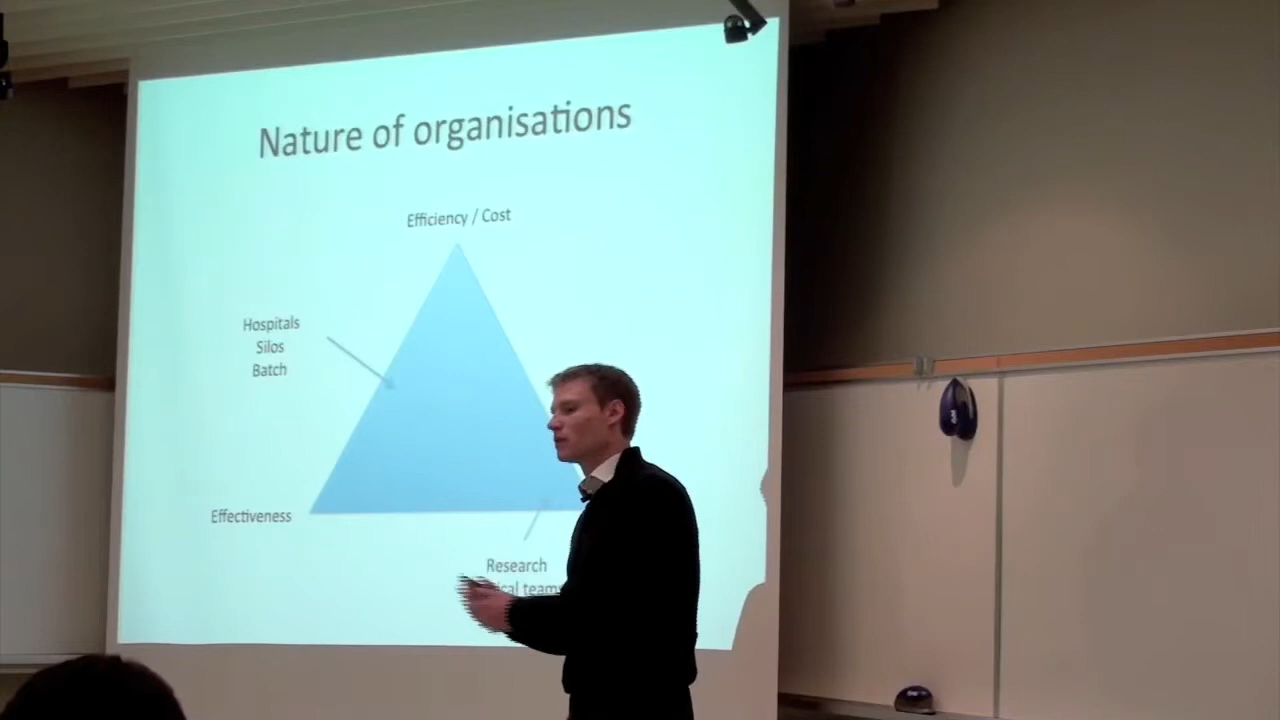 Nature of organisations
Efficiency / Cost
Hospitals
Silos
Batch
Effectiveness
Research